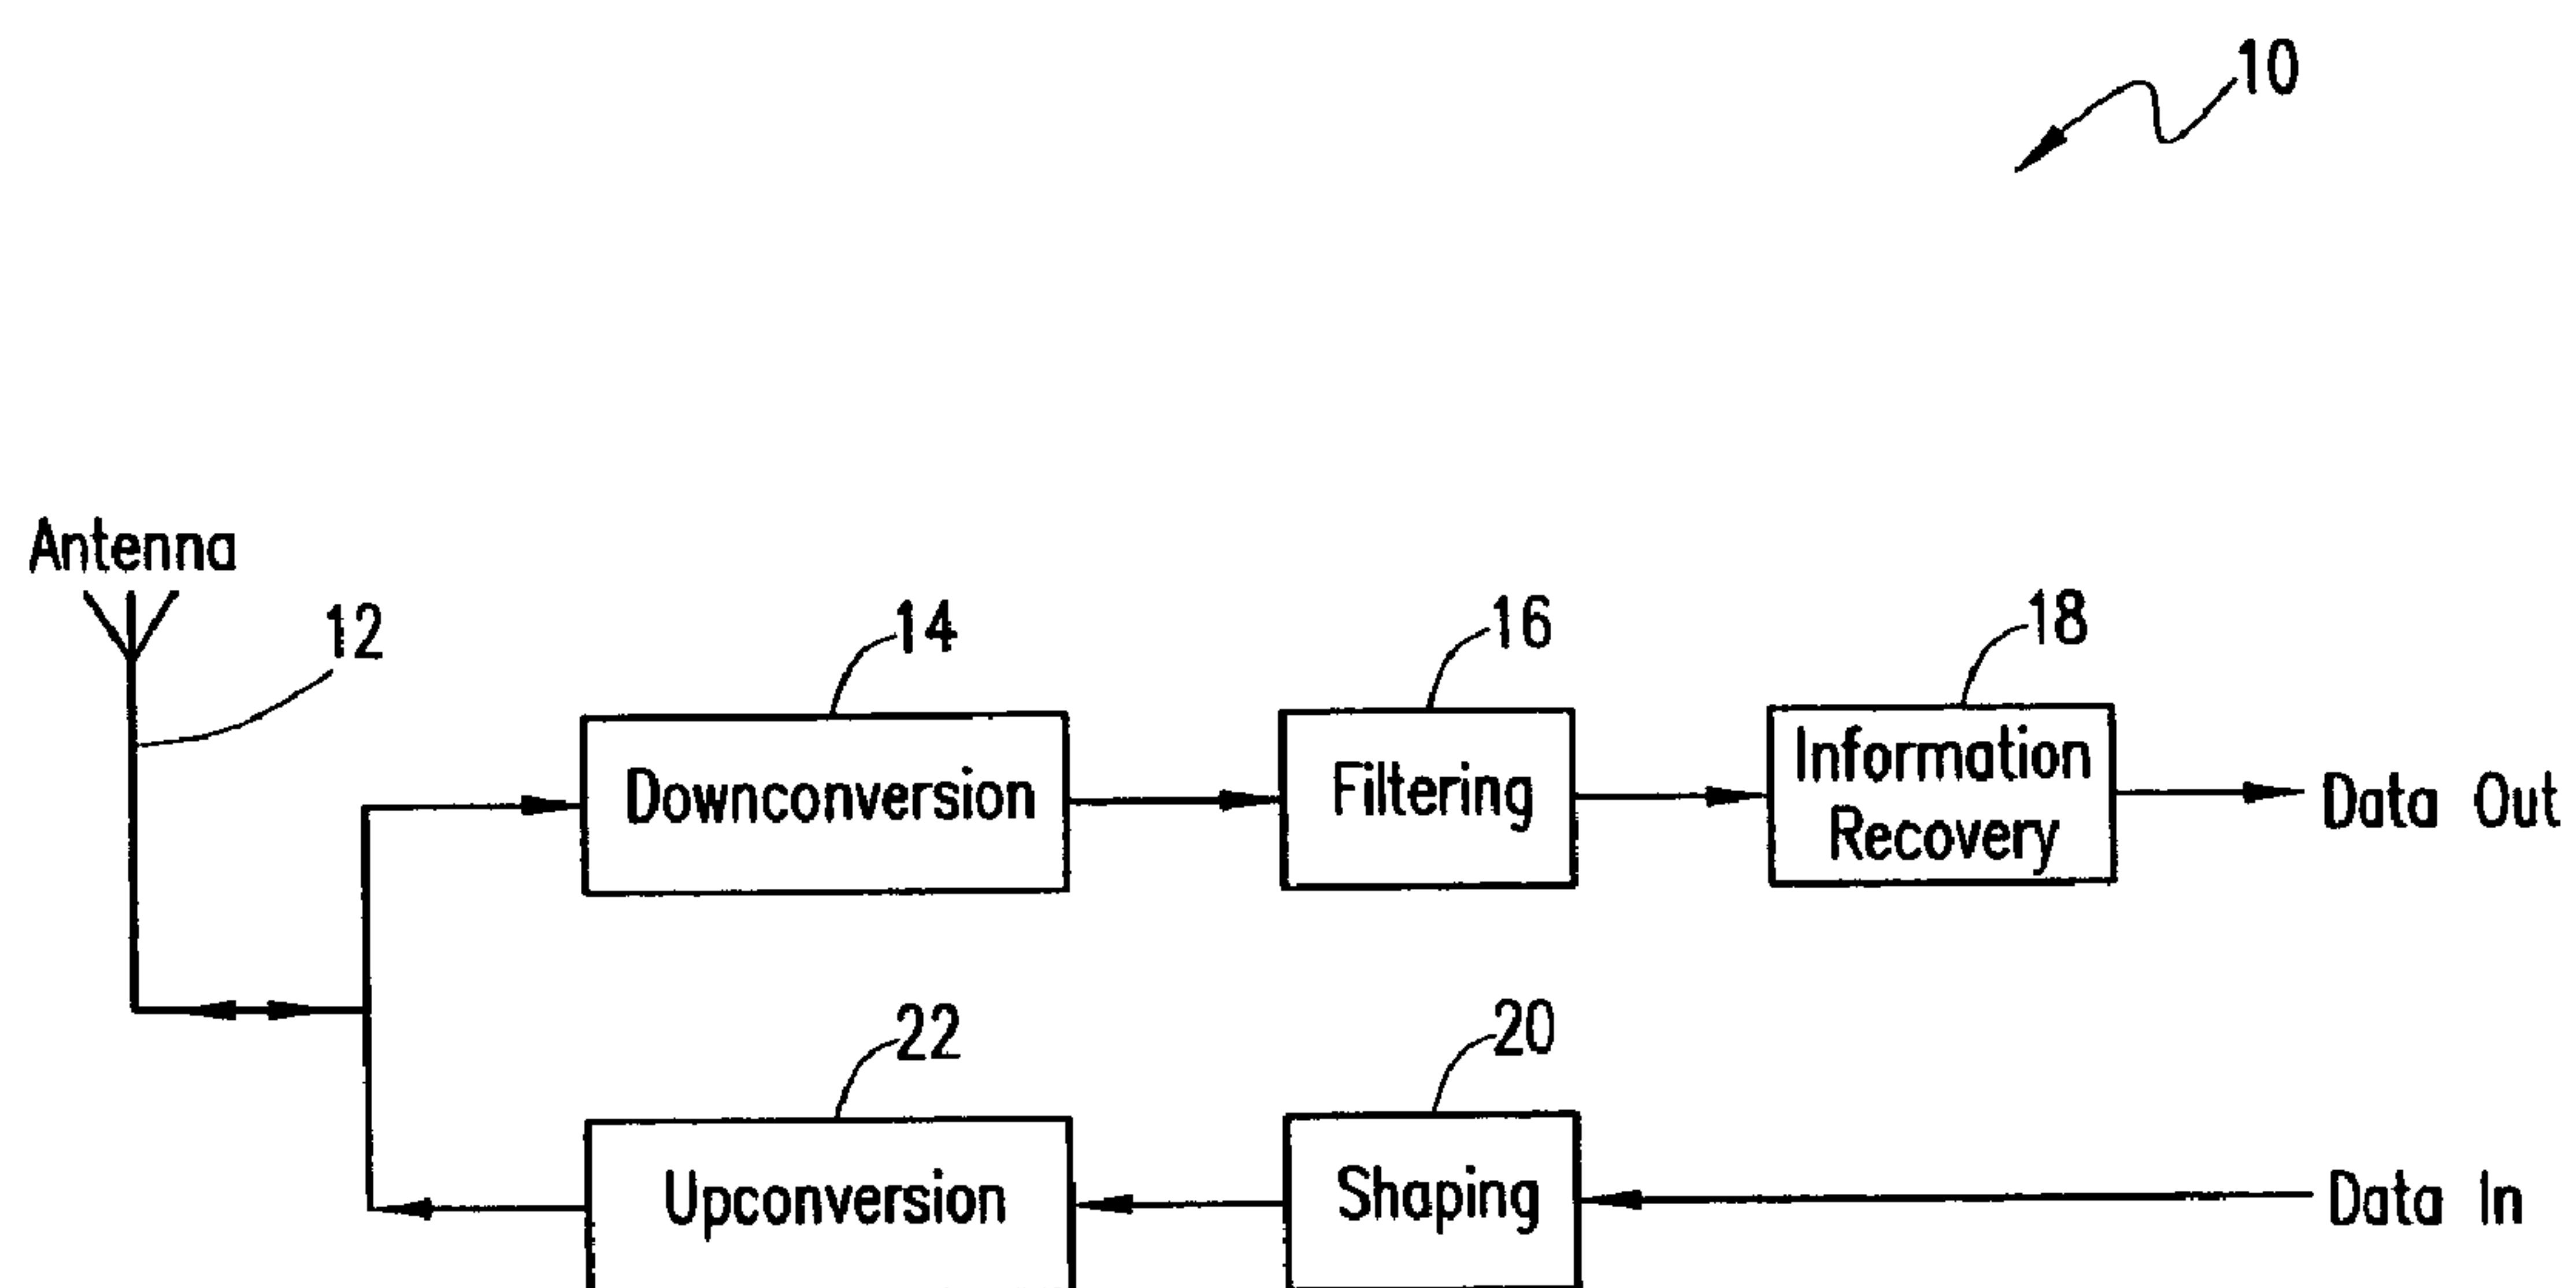 10
Antenna
12
14
16
18
Downconversion
Filtering
Information
Recovery
Data Out
22
20
Upconversion
Shaping
Data In